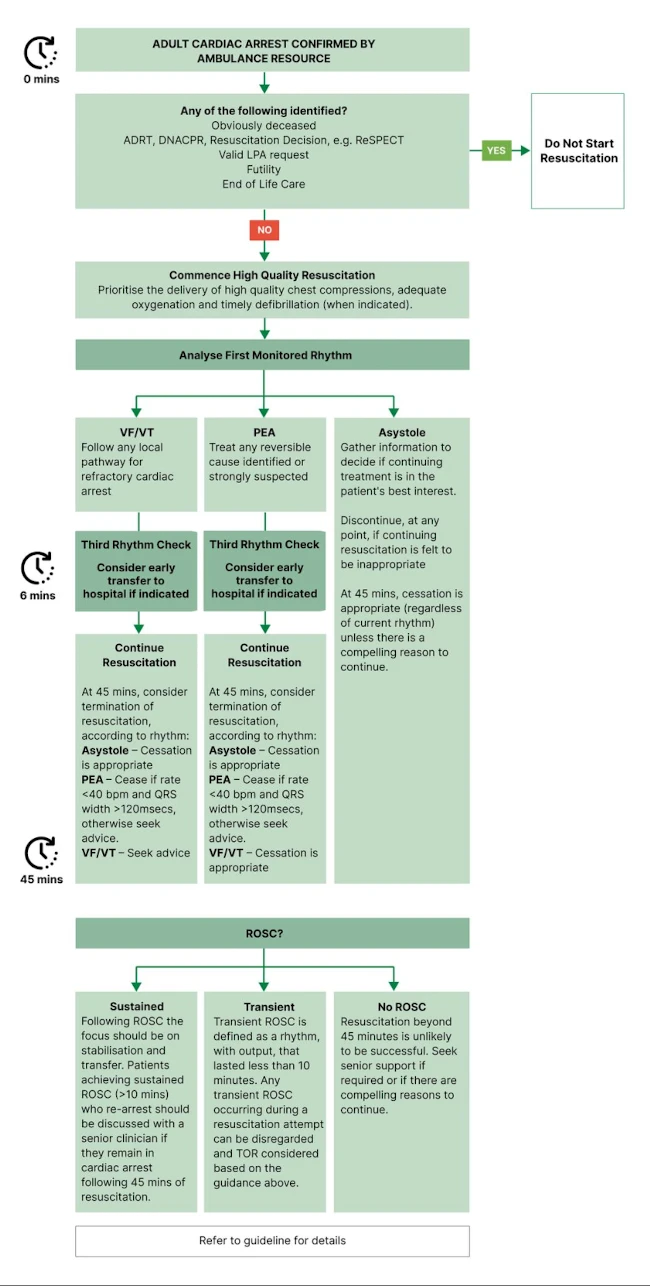 ADULT CARDIAC ARREST CONFIRMED BY
AMBULANCE RESOURCE
0 mins
Any of the following identified?
Obviously deceased
ADRT, DNACPR, Resuscitation Decision, e.g. ReSPECT
Valid LPA request
Futility
End of Life Care
YES
Do Not Start
Resuscitation
NO
Commence High Quality Resuscitation
Prioritise the delivery of high quality chest compressions, adequate
oxygenation and timely defibrillation (when indicated).
Analyse First Monitored Rhythm
VF/VT
Follow any local
pathway for
refractory cardiac
arrest
PEA
Treat any reversible
cause identified or
strongly suspected
Asystole
Gather information to
decide if continuing
treatment is in the
patient's best interest.
Discontinue, at any
point, if continuing
resuscitation is felt to
be inappropriate
At 45 mins, cessation is
appropriate (regardless
of current rhythm)
unless there is a
compelling reason to
continue.
6 mins
Third Rhythm Check
Consider early
transfer to
hospital if indicated
Third Rhythm Check
Consider early
transfer to
hospital if indicated
Continue
Resuscitation
At 45 mins, consider
termination of
resuscitation,
according to rhythm:
Asystole – Cessation
is appropriate
PEA – Cease if rate
<40 bpm and QRS
width >120msecs,
otherwise seek
advice.
VF/VT – Seek advice
Continue
Resuscitation
At 45 mins, consider
termination of
resuscitation,
according to rhythm:
Asystole – Cessation
is appropriate
PEA – Cease if rate
<40 bpm and QRS
width >120msecs,
otherwise seek
advice.
VF/VT – Cessation is
appropriate
45 mins
ROSC?
Sustained
Following ROSC the
focus should be on
stabilisation and
transfer. Patients
achieving sustained
ROSC (>10 mins)
who re-arrest should
be discussed with a
senior clinician if
they remain in
cardiac arrest
following 45 mins of
resuscitation.
Transient
Transient ROSC is
defined as a rhythm,
with output, that
lasted less than 10
minutes. Any
transient ROSC
occurring during a
resuscitation attempt
can be disregarded
and TOR considered
based on the
guidance above.
No ROSC
Resuscitation beyond
45 minutes is unlikely
to be successful. Seek
senior support if
required or if there are
compelling reasons to
continue.
Refer to guideline for details